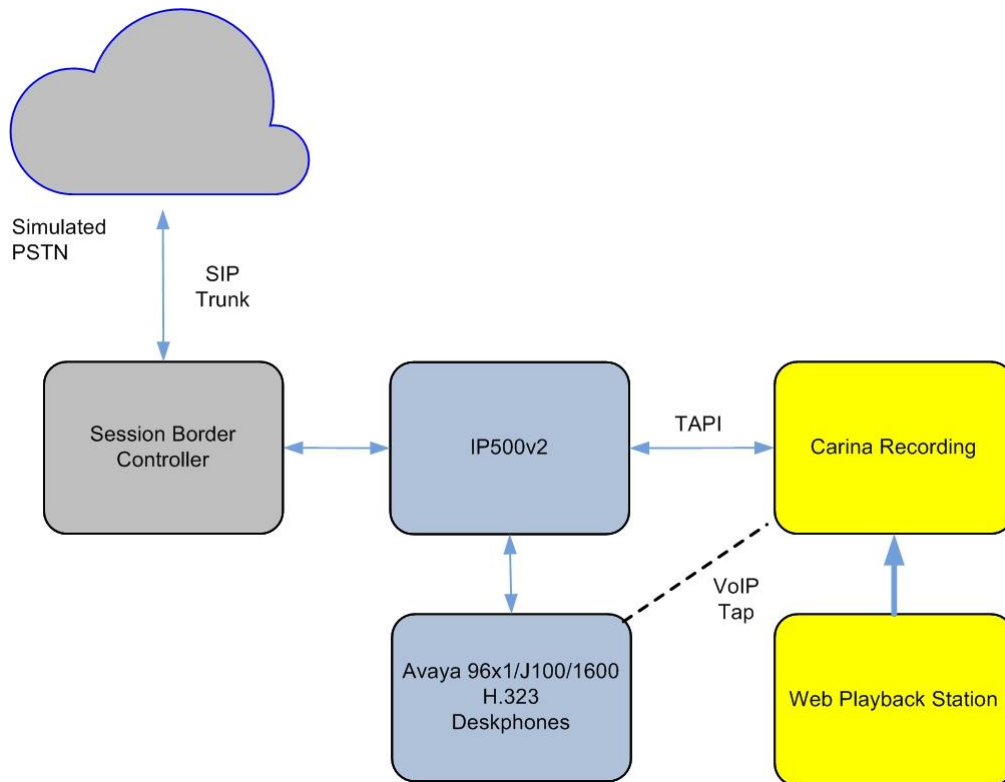 Simulated
PSTN
SIP
Trunk
Session Border
Controller
IP500v2
TAPI
Carina Recording
VoIP
Tap
Avaya 96x1/J100/1600
H.323
Deskphones
Web Playback Station